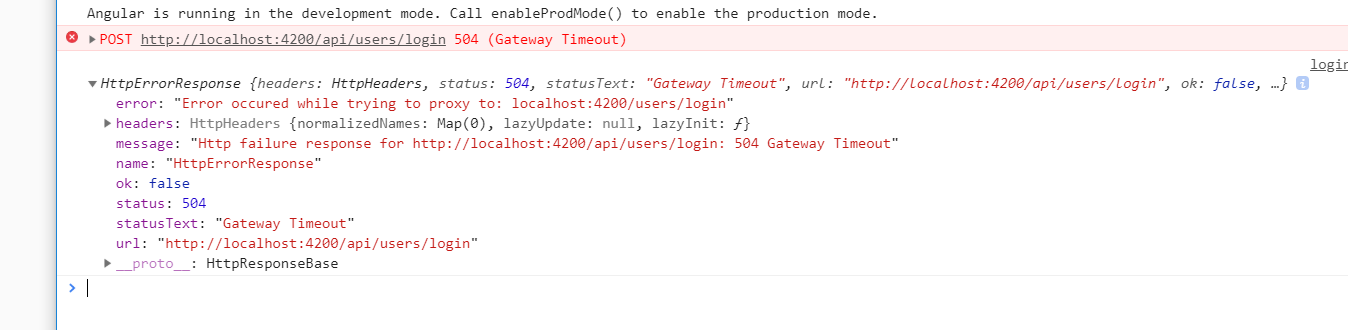 Angular is running in the development mode. Call enableProdMode() to enable the production mode.
POST http://localhost:4200/api/users/login 504 (Gateway Timeout)
login
HttpErrorResponse {headers: HttpHeaders, status: 504, statusText: "Gateway Timeout", url: "http://localhost:4200/api/users/login", ok: false, …}
error: "Error occured while trying to proxy to: localhost:4200/users/login"
headers: HttpHeaders {normalizedNames: Map(0), lazyUpdate: null, lazyInit: ƒ}
message: "Http failure response for http://localhost:4200/api/users/login: 504 Gateway Timeout"
name: "HttpErrorResponse"
ok: false
status: 504
statusText: "Gateway Timeout"
url: "http://localhost:4200/api/users/login"
__proto__: HttpResponseBase